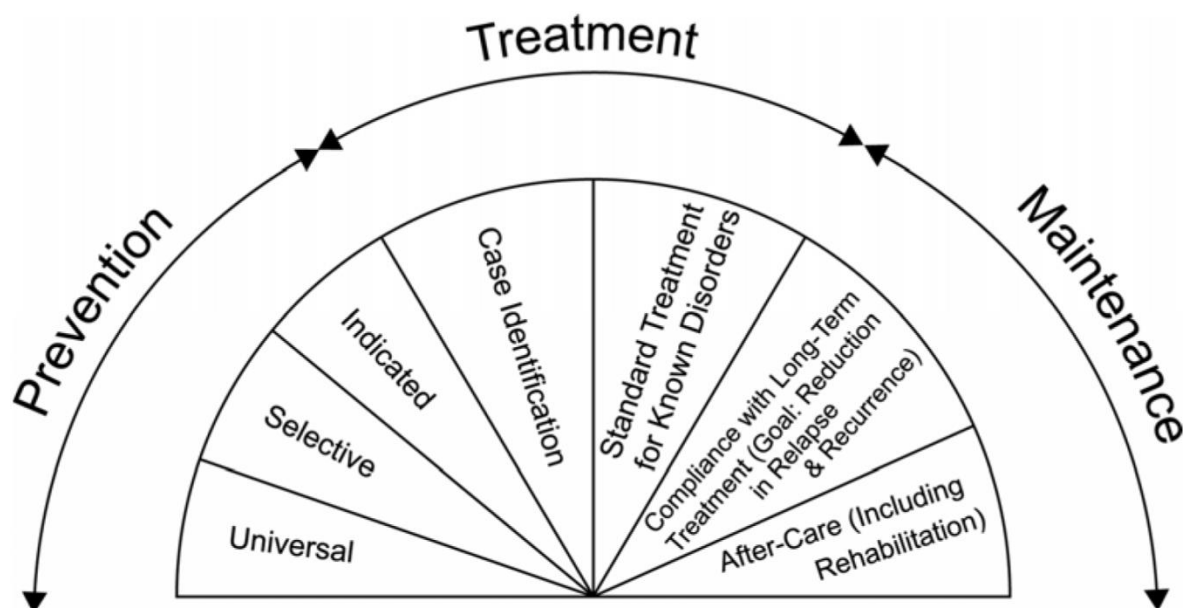 Treatment
Prevention
Maintenance
Universal
Selective
Indicated
Case Identification
Standard Treatment
for Known Disorders
Compliance with Long-Term
Treatment (Goal: Reduction
in Relapse
& Recurrence)
After-Care (Including
Rehabilitation)